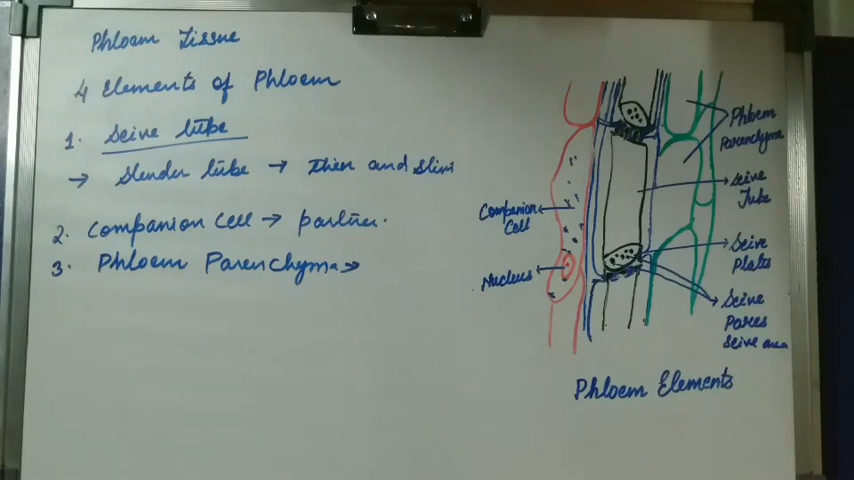 Phloem Tissue
4 Elements of Phloem
1. Seive tube
→ Slender tube → Thin and Slim
2. Companion Cell → partner.
3. Phloem Parenchyma →
Phloem
Parenchyma
Seive
Tube
Companion
Cell
Seive
Plate
Nucleus
Seive
Pores
Seive area
Phloem Elements